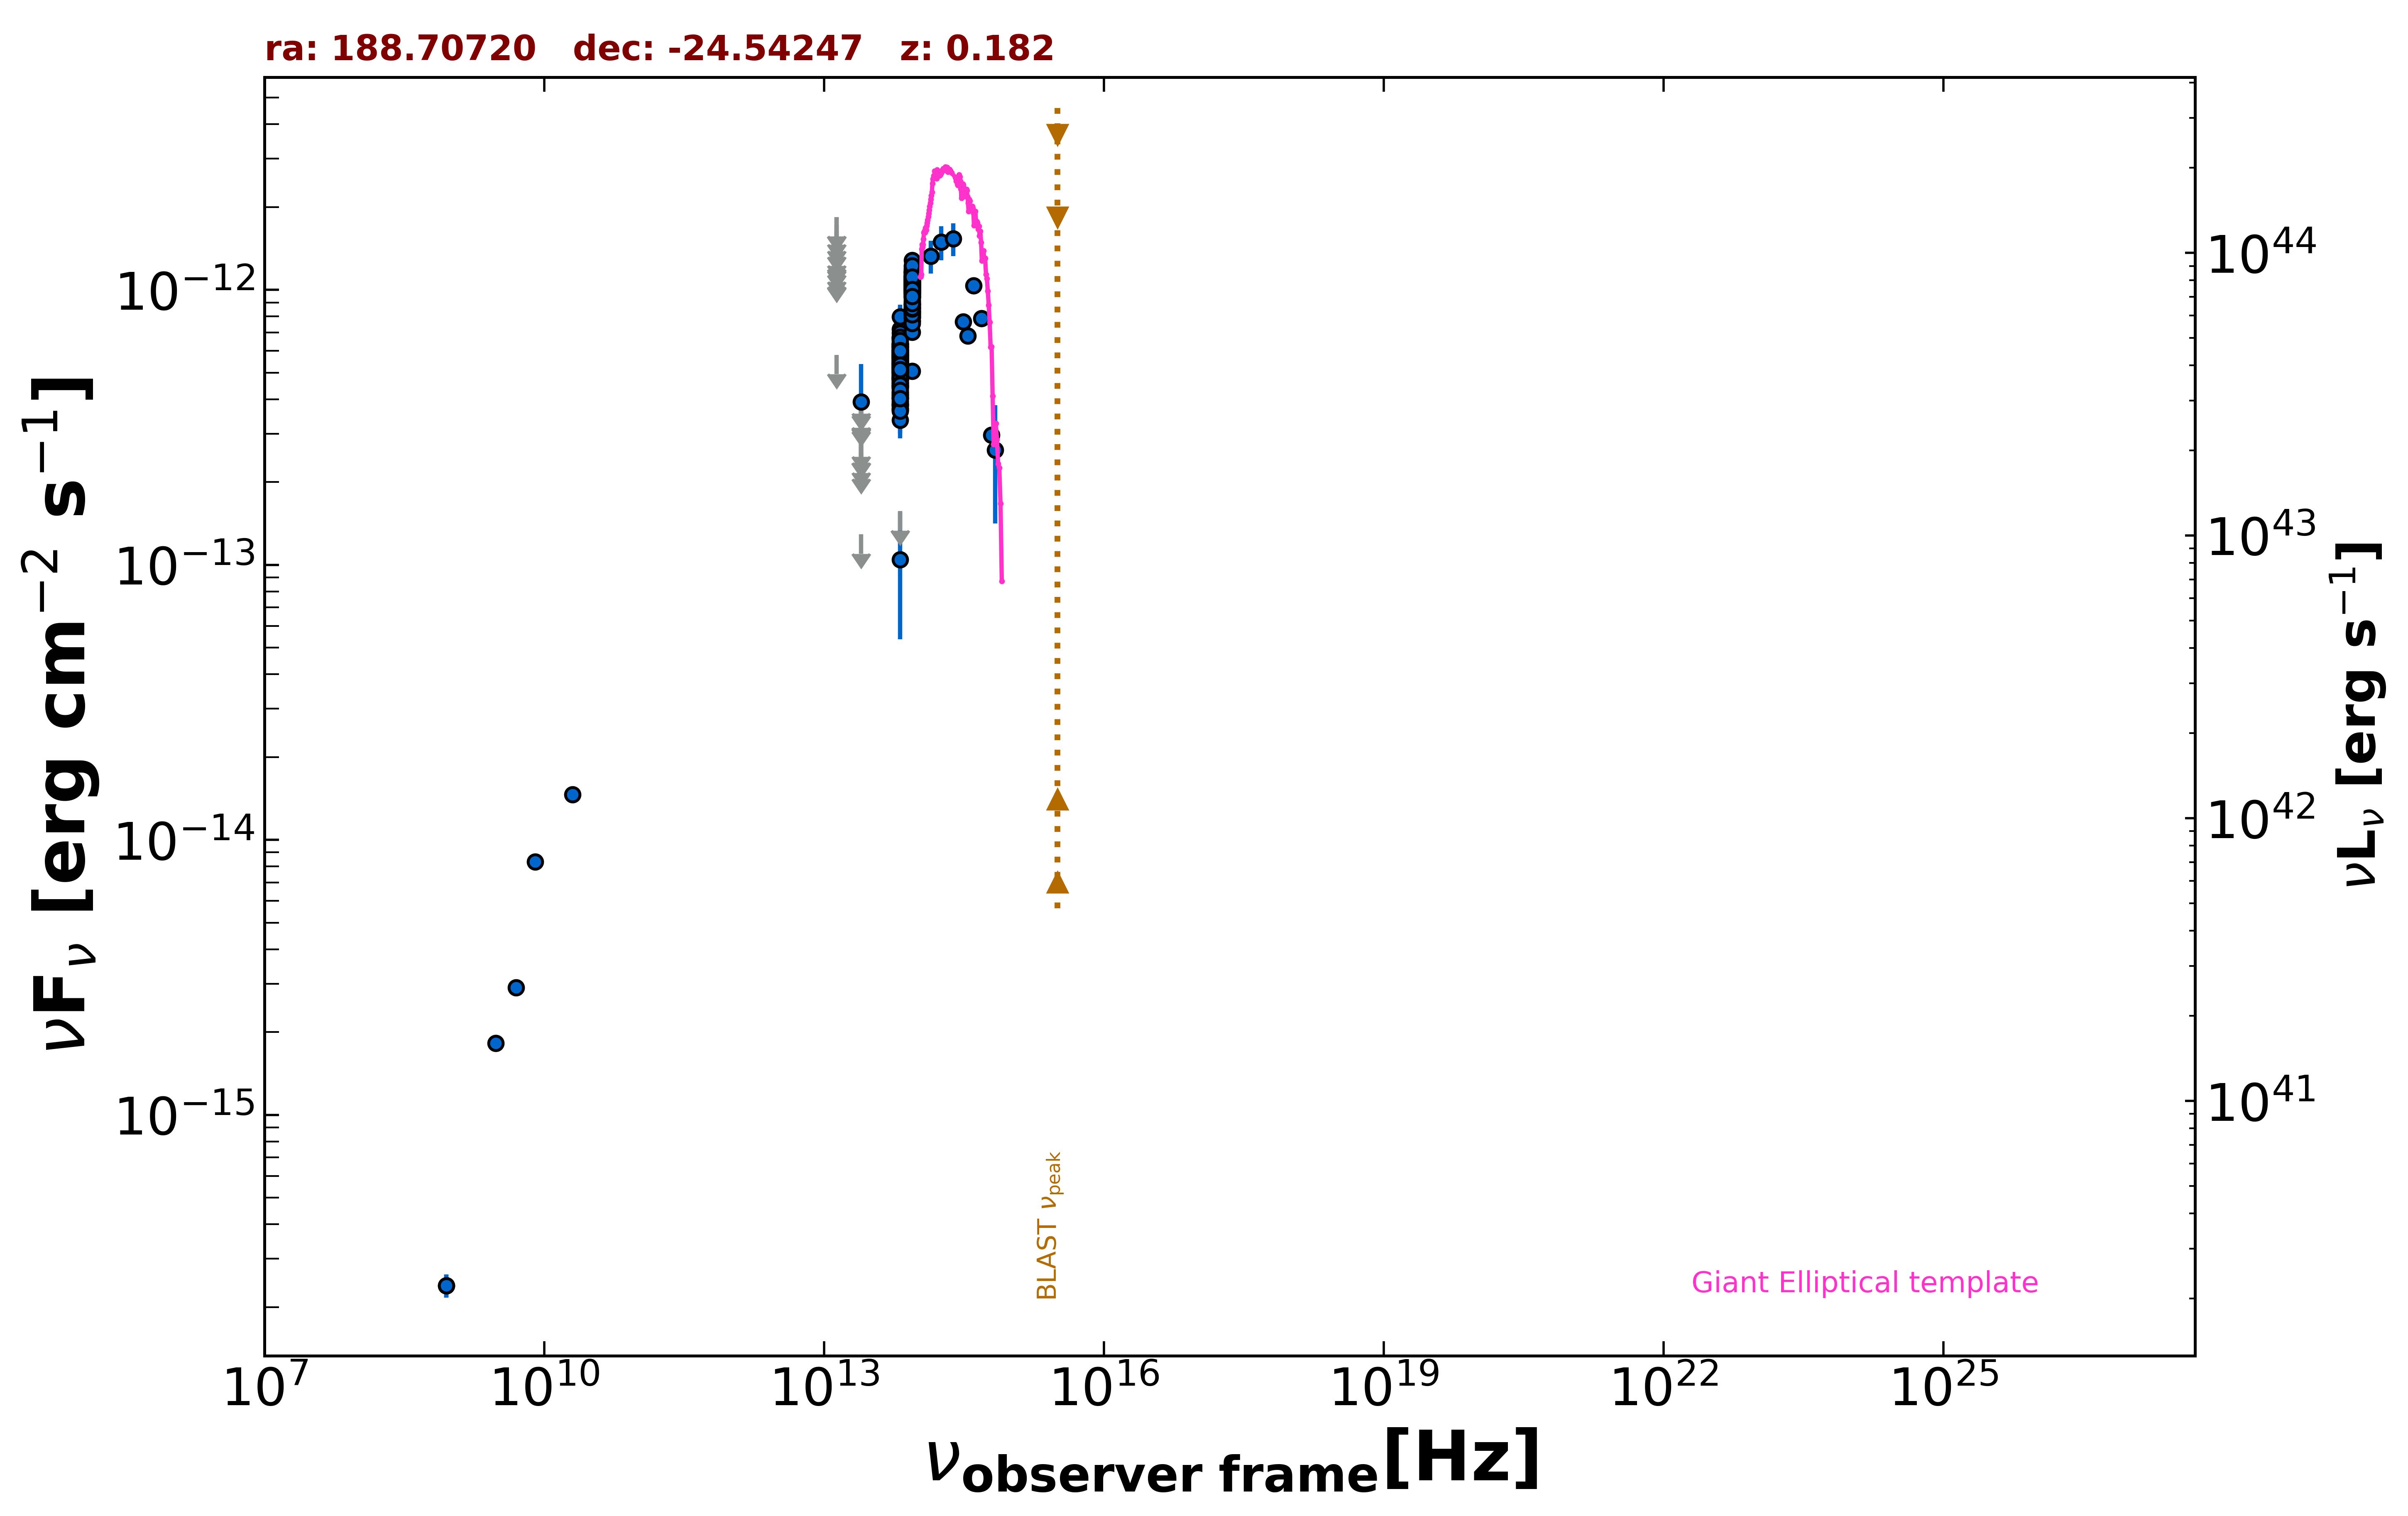 ra: 188.70720   dec: -24.54247   z: 0.182
νF_ν [erg cm^−2 s^−1]
10^−12
10^−13
10^−14
10^−15
10^44
10^43
10^42
10^41
νL_ν [erg s^−1]
BLAST ν_peak
Giant Elliptical template
10^7 10^10 10^13 10^16 10^19 10^22 10^25
ν_observer frame [Hz]